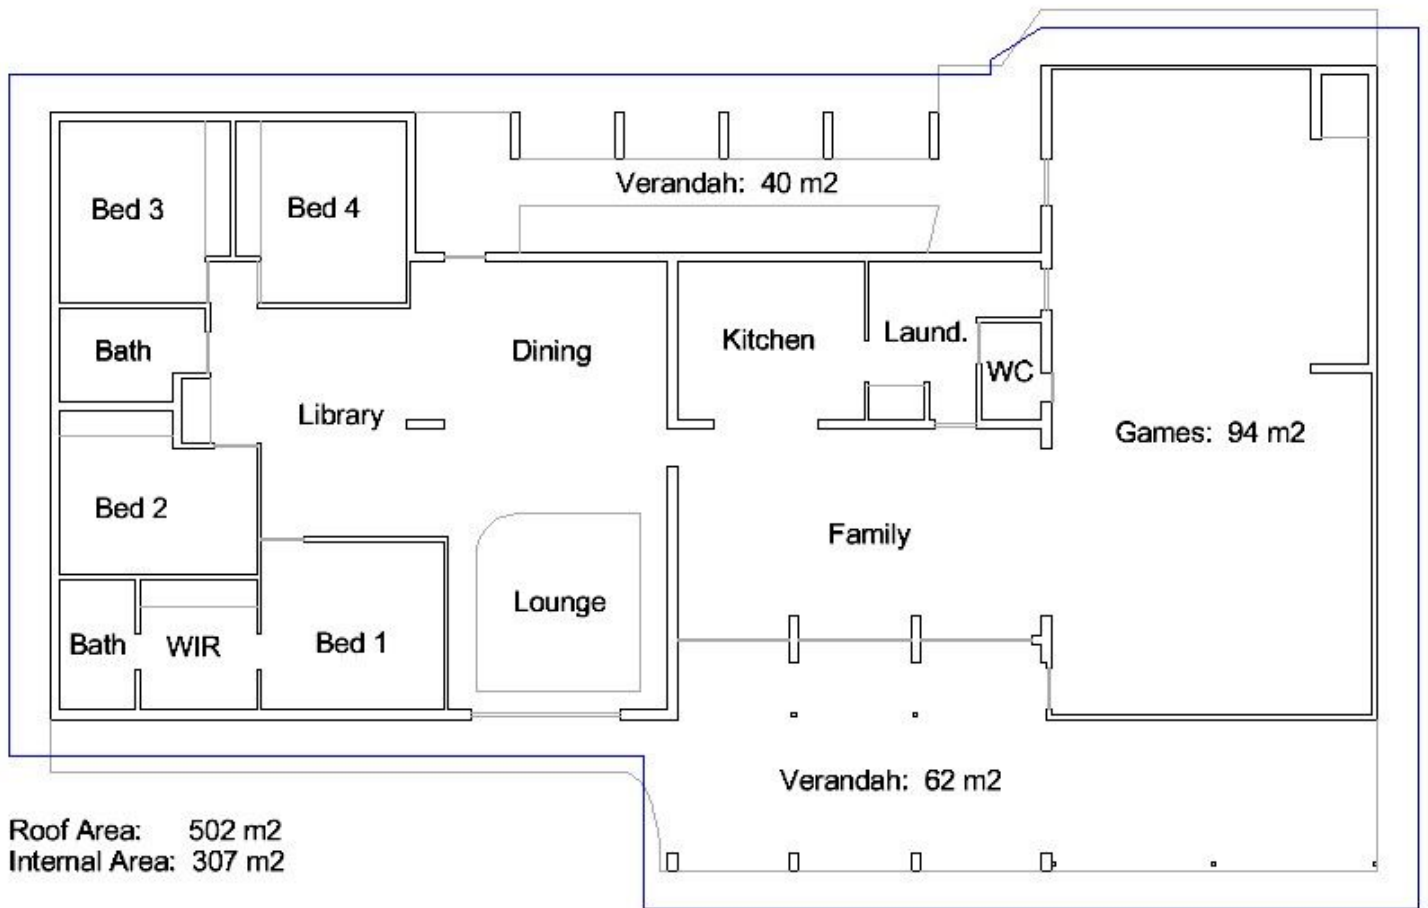 Verandah: 40 m2
Bed 3
Bed 4
Bath
Dining
Kitchen
Laund.
WC
Library
Games: 94 m2
Bed 2
Family
Lounge
Bath
WIR
Bed 1
Verandah: 62 m2
Roof Area: 502 m2
Internal Area: 307 m2